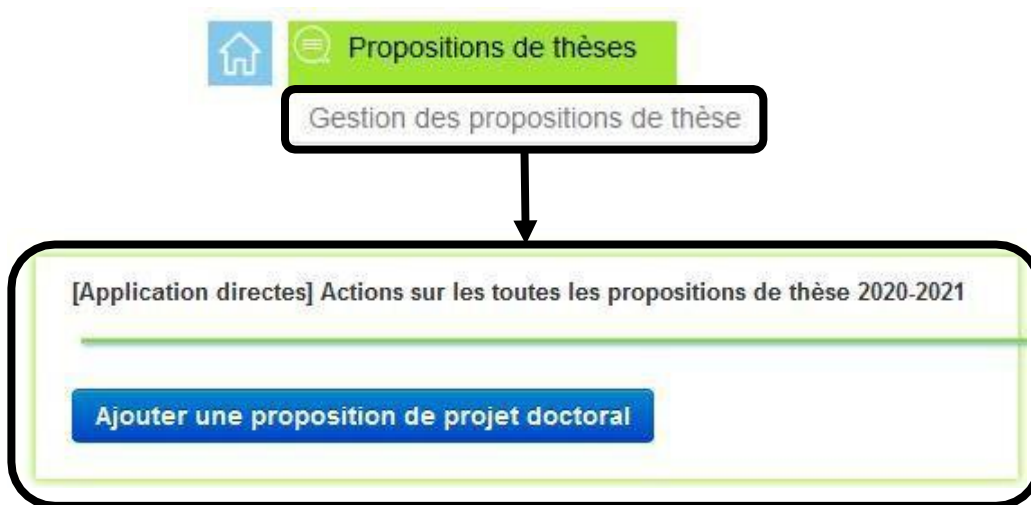 Propositions de thèses
Gestion des propositions de thèse
[Application directes] Actions sur les toutes les propositions de thèse 2020-2021
Ajouter une proposition de projet doctoral